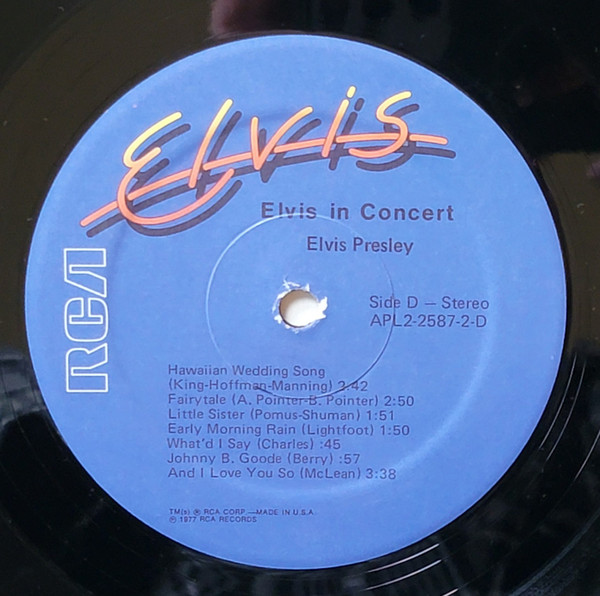 Elvis
Elvis in Concert
Elvis Presley
RCA
Side D — Stereo
APL2-2587-2-D
Hawaiian Wedding Song
(King-Hoffman-Manning) 3:42
Fairytale (A. Pointer-B. Pointer) 2:50
Little Sister (Pomus-Shuman) 1:51
Early Morning Rain (Lightfoot) 1:50
What'd I Say (Charles) :45
Johnny B. Goode (Berry) :57
And I Love You So (McLean) 3:38
TM(s) ® RCA CORP.—MADE IN U.S.A.
℗ 1977 RCA RECORDS